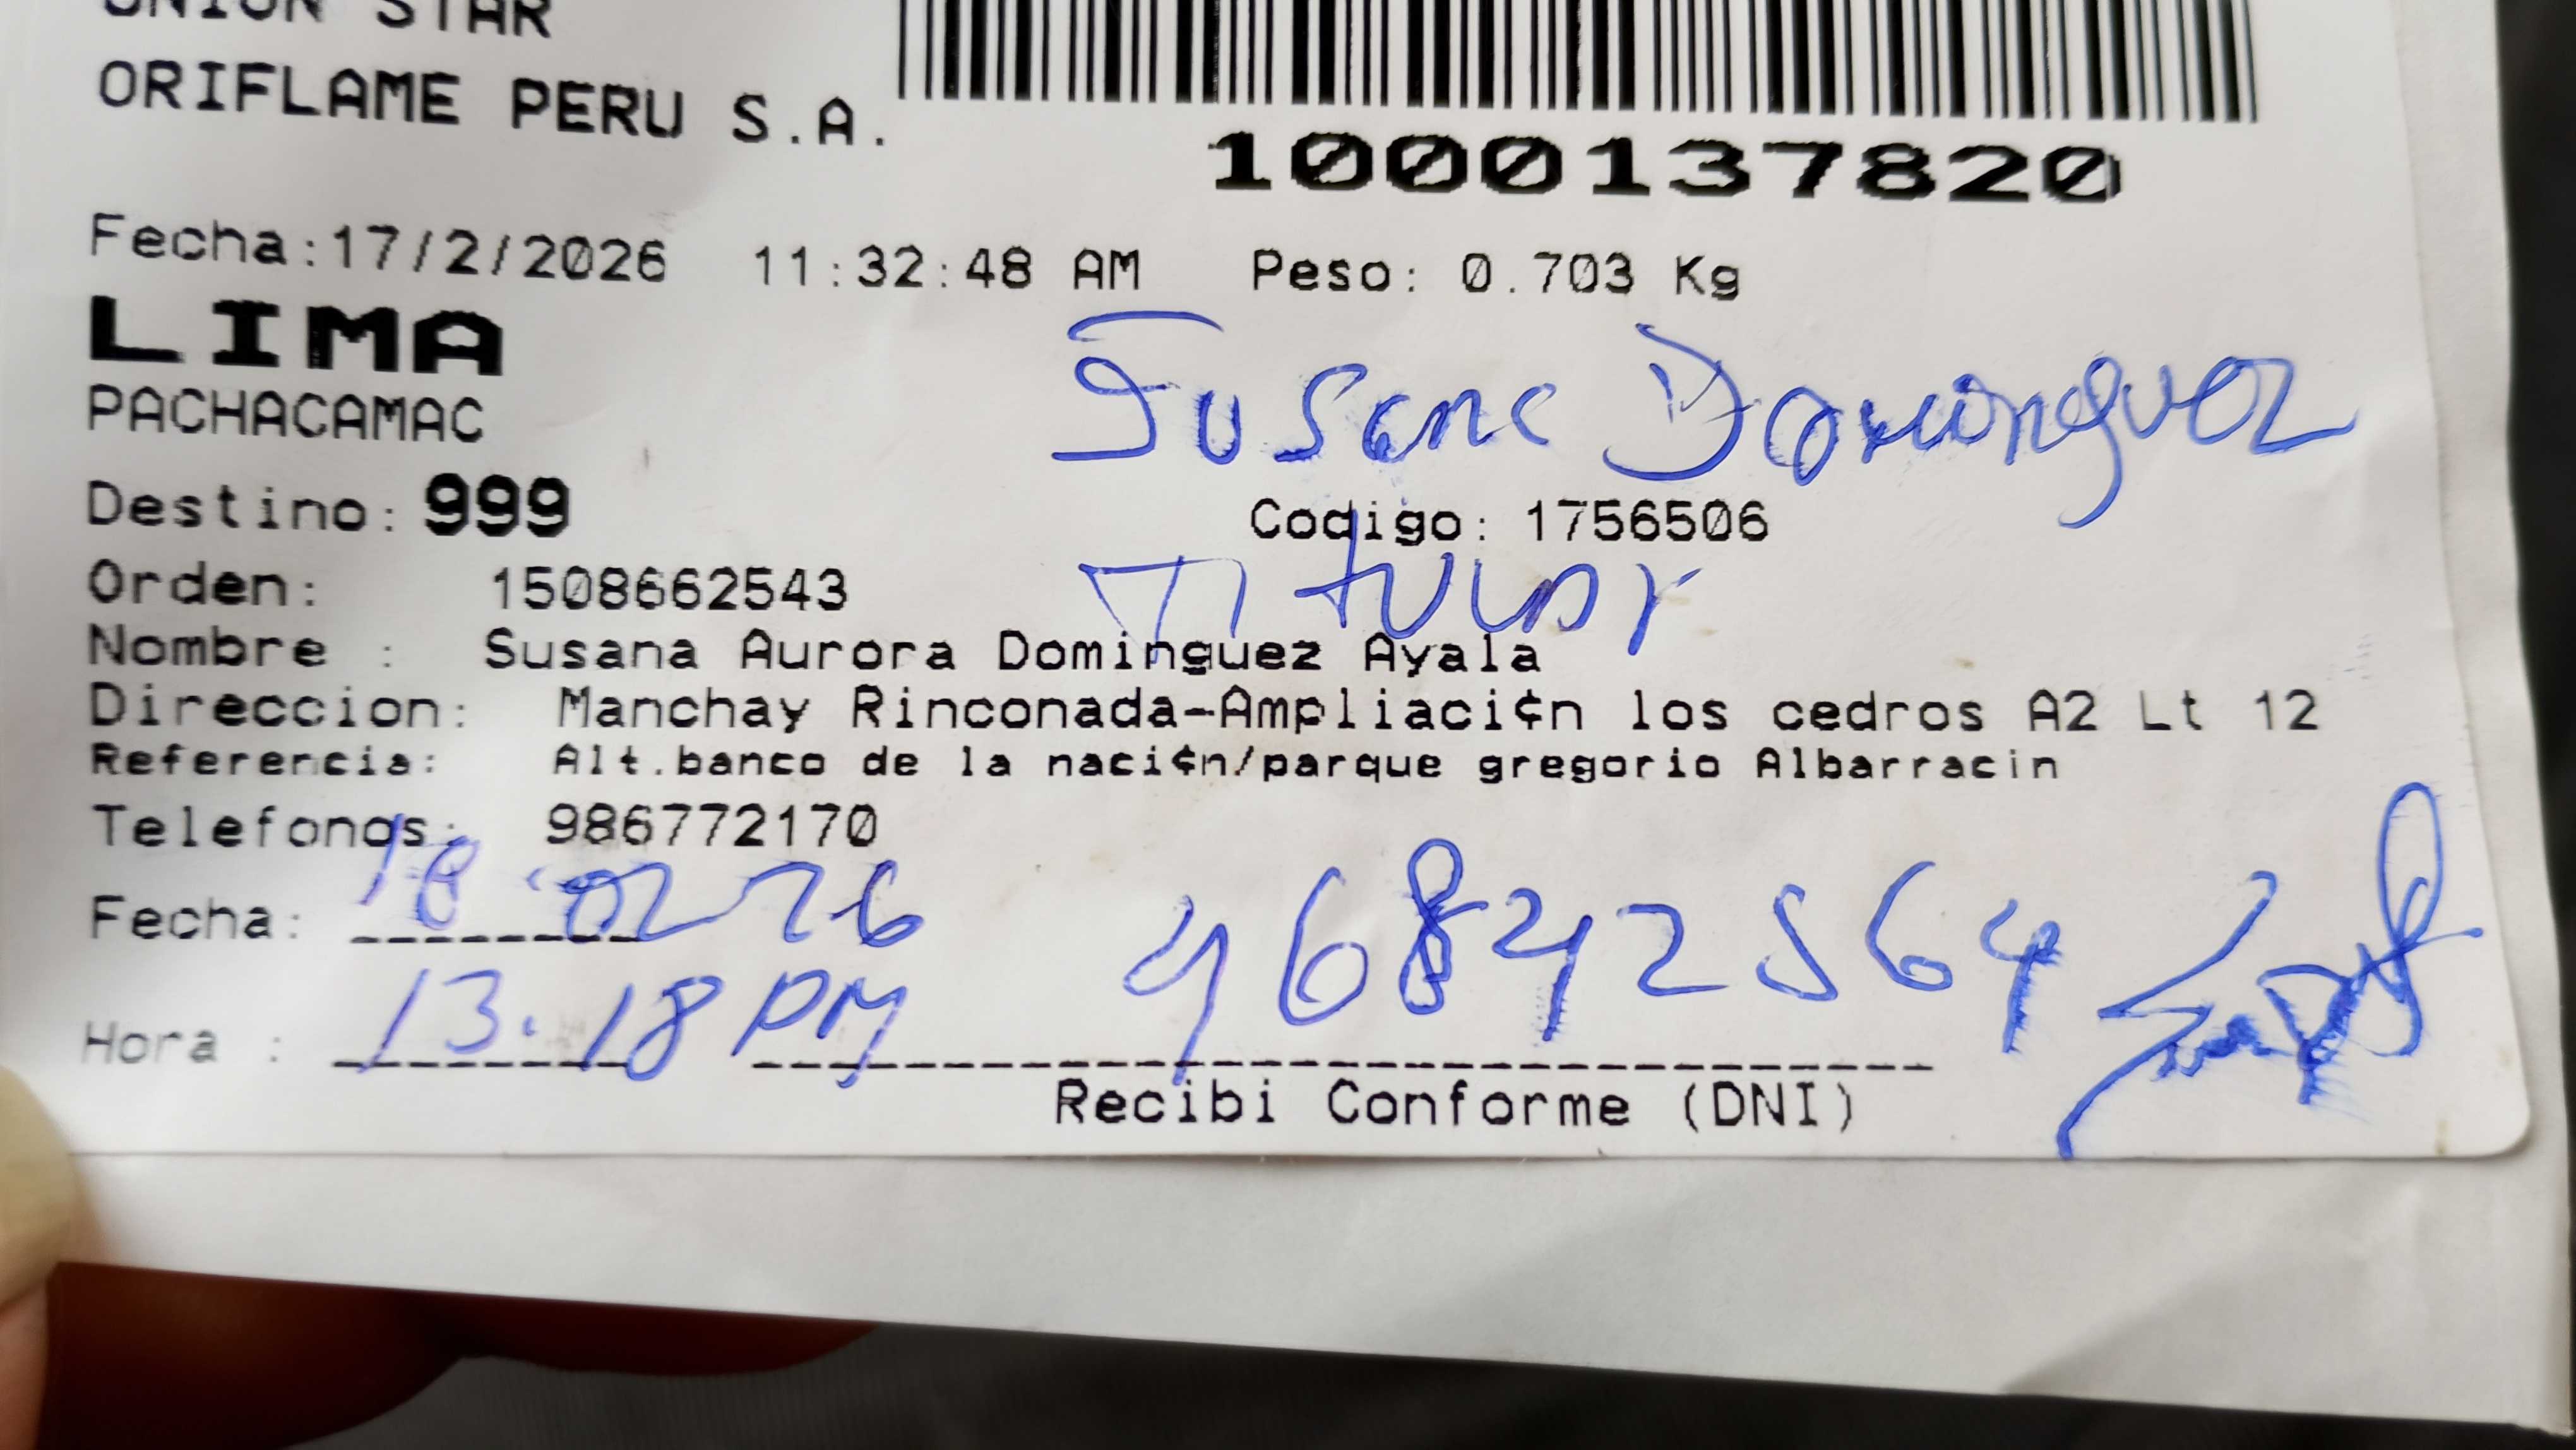 UNION STAR
ORIFLAME PERU S.A.
1000137820
Fecha:17/2/2026 11:32:48 AM Peso: 0.703 Kg
LIMA
Susana Dominguez
PACHACAMAC
Destino: 999
Codigo: 1756506
Titular
Orden: 1508662543
Nombre : Susana Aurora Dominguez Ayala
Direccion: Manchay Rinconada-Ampliaci¢n los cedros A2 Lt 12
Referencia: Alt.banco de la naci¢n/parque gregorio Albarracin
Telefonos: 986772170
Fecha: 18 02 26
46842564
Hora : 13:18 PM
Recibi Conforme (DNI)